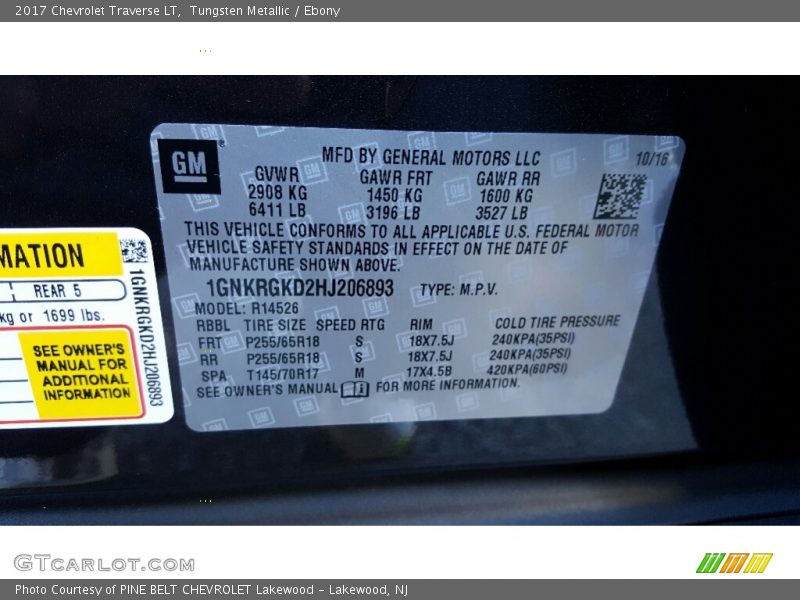 2017 Chevrolet Traverse LT, Tungsten Metallic / Ebony
GM
MFD BY GENERAL MOTORS LLC
10/16
GVWR GAWR FRT GAWR RR
2908 KG 1450 KG 1600 KG
6411 LB 3196 LB 3527 LB
THIS VEHICLE CONFORMS TO ALL APPLICABLE U.S. FEDERAL MOTOR
VEHICLE SAFETY STANDARDS IN EFFECT ON THE DATE OF
MANUFACTURE SHOWN ABOVE.
1GNKRGKD2HJ206893 TYPE: M.P.V.
MODEL: R14526
RBBL TIRE SIZE SPEED RTG RIM COLD TIRE PRESSURE
FRT P255/65R18 S 18X7.5J 240KPA(35PSI)
RR P255/65R18 S 18X7.5J 240KPA(35PSI)
SPA T145/70R17 M 17X4.5B 420KPA(60PSI)
SEE OWNER'S MANUAL FOR MORE INFORMATION.
MATION
REAR 5
kg or 1699 lbs.
SEE OWNER'S
MANUAL FOR
ADDITIONAL
INFORMATION
1GNKRGKD2HJ206893
GTCARLOT.COM
Photo Courtesy of PINE BELT CHEVROLET Lakewood - Lakewood, NJ